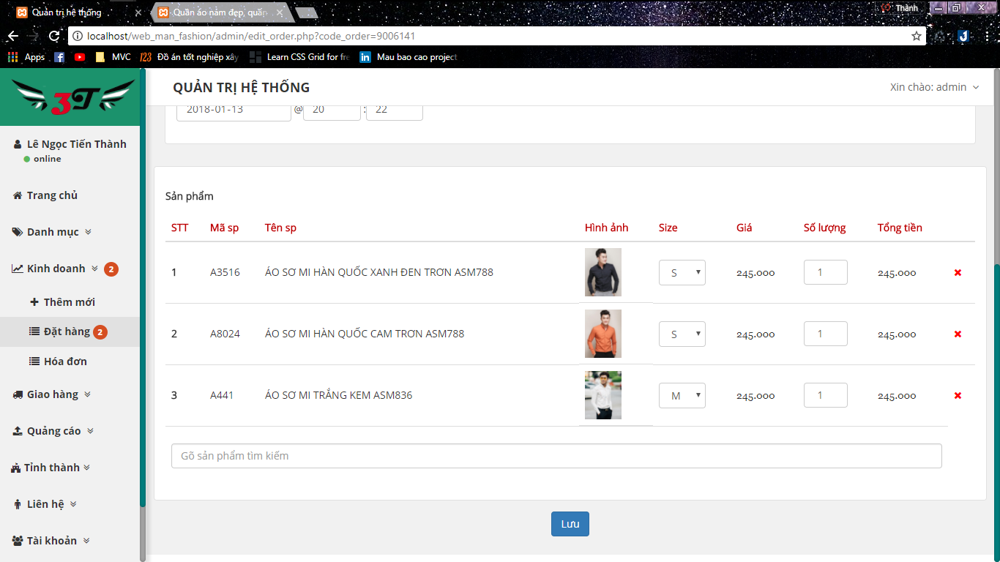 Quản trị hệ thống
Quần áo nam đẹp, quần
Thành
localhost/web_man_fashion/admin/edit_order.php?code_order=9006141
Apps MVC 123 Đồ án tốt nghiệp xây Learn CSS Grid for fre in Mau bao cao project
3T
QUẢN TRỊ HỆ THỐNG
Xin chào: admin
Lê Ngọc Tiến Thành
online
Trang chủ
Danh mục
Kinh doanh 2
Thêm mới
Đặt hàng 2
Hóa đơn
Giao hàng
Quảng cáo
Tỉnh thành
Liên hệ
Tài khoản
2018-01-13 @ 20 : 22
Sản phẩm
STT Mã sp Tên sp Hình ảnh Size Giá Số lượng Tổng tiền
1 A3516 ÁO SƠ MI HÀN QUỐC XANH ĐEN TRƠN ASM788 S 245.000 1 245.000
2 A8024 ÁO SƠ MI HÀN QUỐC CAM TRƠN ASM788 S 245.000 1 245.000
3 A441 ÁO SƠ MI TRẮNG KEM ASM836 M 245.000 1 245.000
Gõ sản phẩm tìm kiếm
Lưu